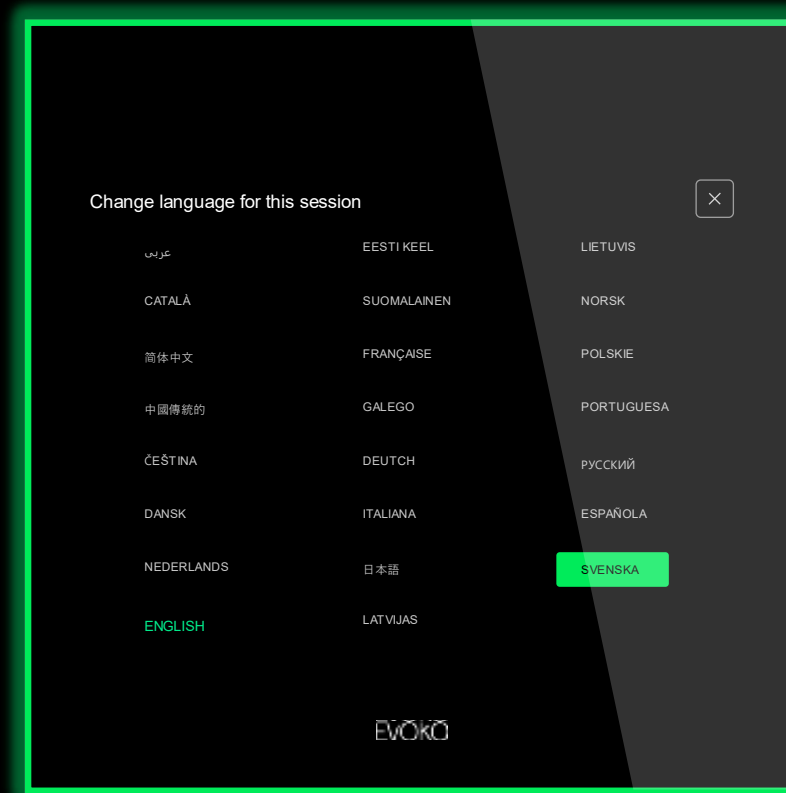 Change language for this session
عربى
CATALÀ
简体中文
中國傳統的
ČEŠTINA
DANSK
NEDERLANDS
ENGLISH
EESTI KEEL
SUOMALAINEN
FRANÇAISE
GALEGO
DEUTCH
ITALIANA
日本語
LATVIJAS
LIETUVIS
NORSK
POLSKIE
PORTUGUESA
РУССКИЙ
ESPAÑOLA
SVENSKA
EVOKO